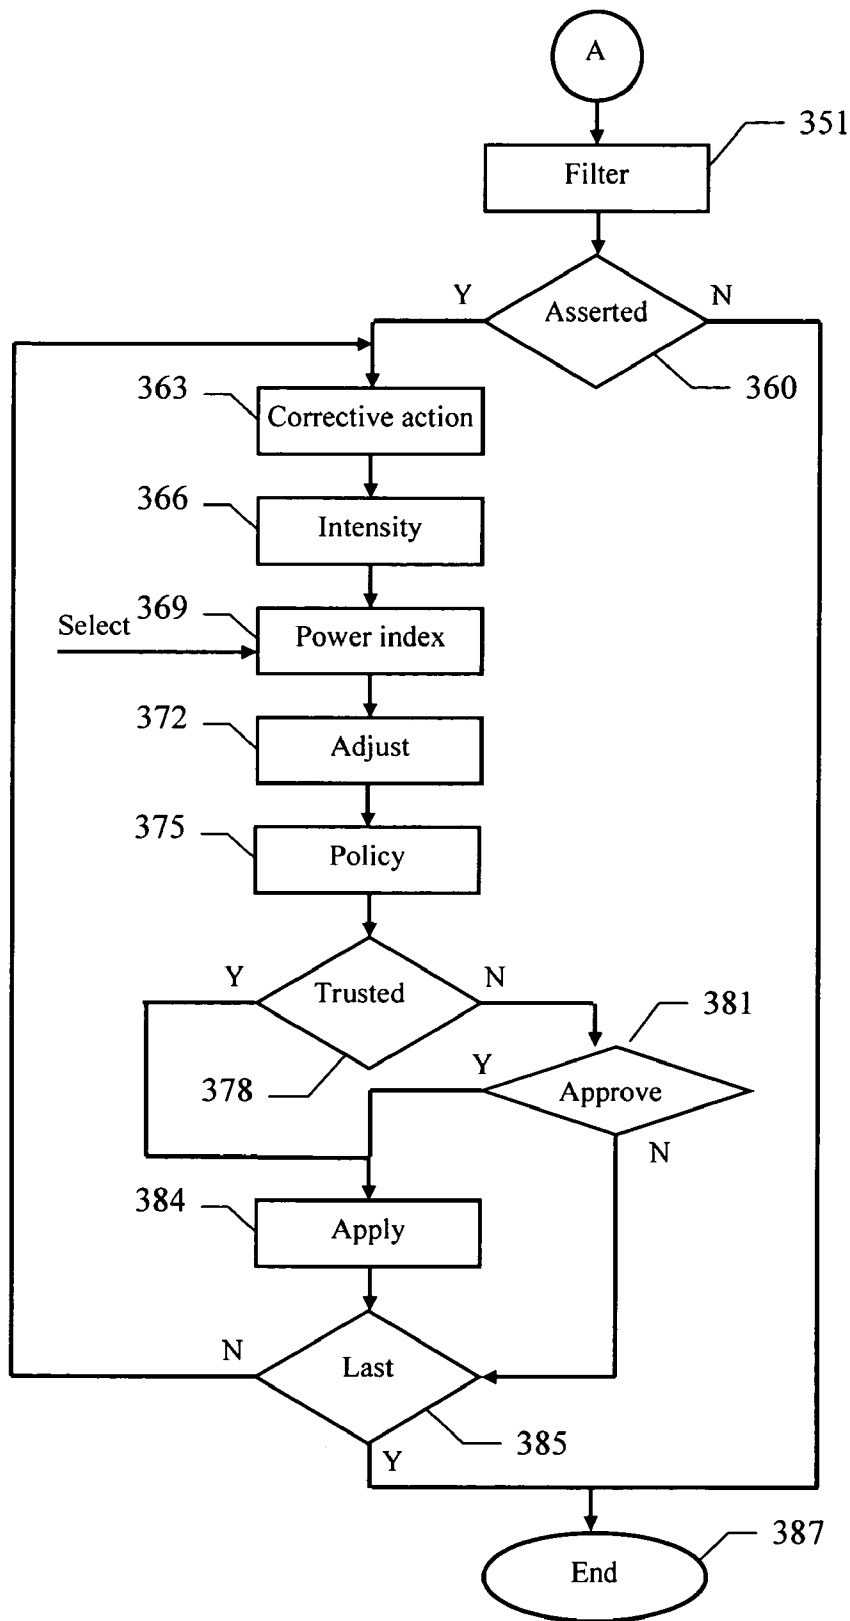 A
351
Filter
Y
N
Asserted
360
363
Corrective action
366
Intensity
369
Select
Power index
372
Adjust
375
Policy
Y
Trusted
N
381
378
Y
Approve
N
384
Apply
N
Last
385
Y
387
End